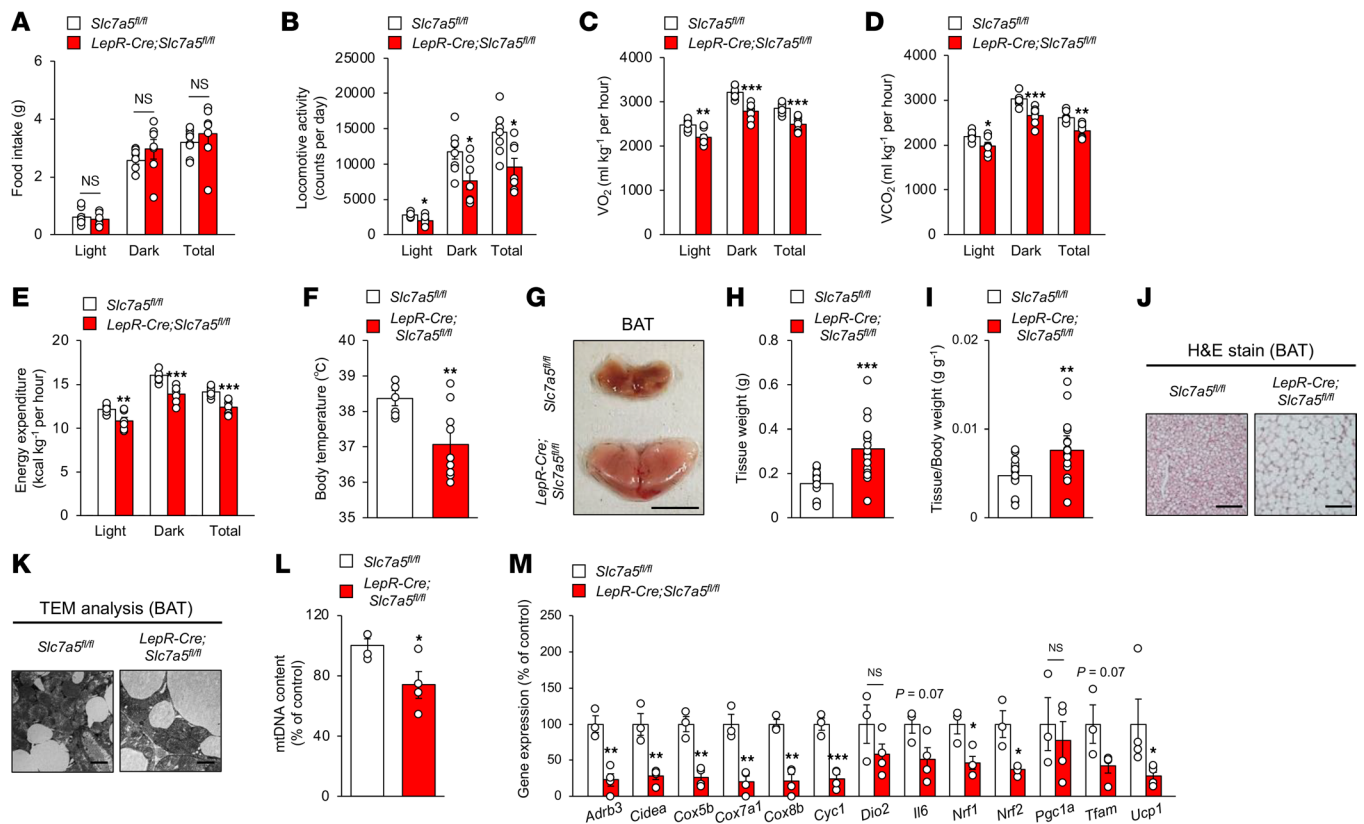 A
Slc7a5fl/fl
LepR-Cre;Slc7a5fl/fl
Food intake (g)
6
4
2
0
NS
NS
NS
Light
Dark
Total
B
Slc7a5fl/fl
LepR-Cre;Slc7a5fl/fl
Locomotive activity
(counts per day)
25000
20000
15000
10000
5000
0
*
*
*
Light
Dark
Total
C
Slc7a5fl/fl
LepR-Cre;Slc7a5fl/fl
VO2 (ml kg-1 per hour)
4000
3000
2000
1000
0
**
***
***
Light
Dark
Total
D
Slc7a5fl/fl
LepR-Cre;Slc7a5fl/fl
VCO2 (ml kg-1 per hour)
4000
3000
2000
1000
0
*
***
**
Light
Dark
Total
E
Slc7a5fl/fl
LepR-Cre;Slc7a5fl/fl
Energy expenditure
(kcal kg-1 per hour)
20
15
10
5
0
**
***
***
Light
Dark
Total
F
Slc7a5fl/fl
LepR-Cre;
Slc7a5fl/fl
Body temperature (°C)
40
39
38
37
36
35
**
G
BAT
Slc7a5fl/fl
LepR-Cre;
Slc7a5fl/fl
H
Slc7a5fl/fl
LepR-Cre;
Slc7a5fl/fl
Tissue weight (g)
0.8
0.6
0.4
0.2
0
***
I
Slc7a5fl/fl
LepR-Cre;
Slc7a5fl/fl
Tissue/Body weight (g g-1)
0.02
0.01
0
**
J
H&E stain (BAT)
Slc7a5fl/fl
LepR-Cre;
Slc7a5fl/fl
K
TEM analysis (BAT)
Slc7a5fl/fl
LepR-Cre;
Slc7a5fl/fl
L
Slc7a5fl/fl
LepR-Cre;
Slc7a5fl/fl
mtDNA content
(% of control)
120
80
40
0
*
M
Slc7a5fl/fl
LepR-Cre;Slc7a5fl/fl
Gene expression (% of control)
250
200
150
100
50
0
**
**
**
**
**
***
NS
P = 0.07
*
*
NS
P = 0.07
*
Adrb3
Cidea
Cox5b
Cox7a1
Cox8b
Cyc1
Dio2
Il6
Nrf1
Nrf2
Pgc1a
Tfam
Ucp1